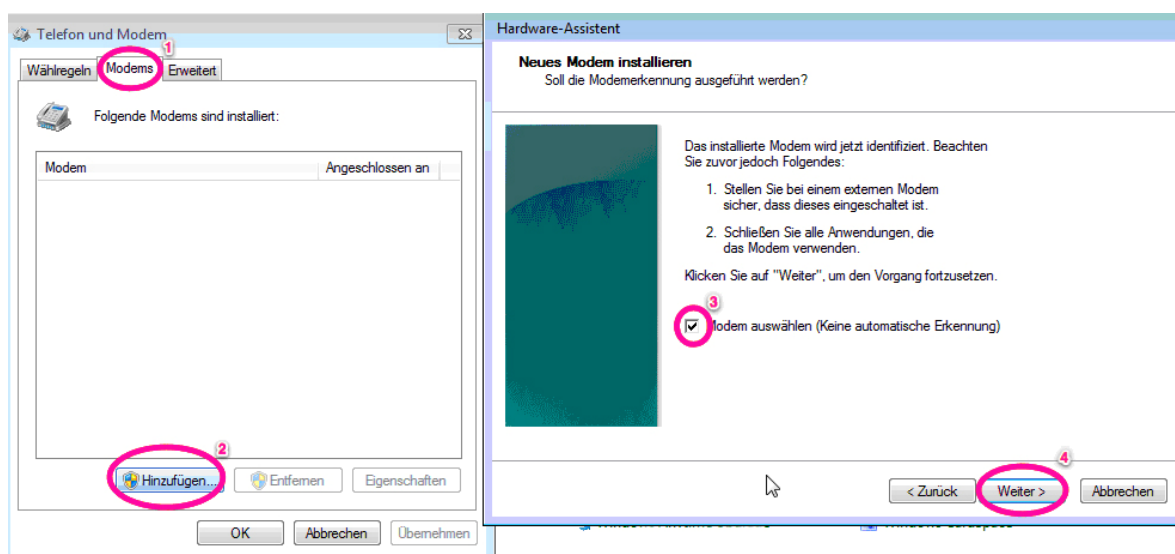 Telefon und Modem
1
Wählregeln Modems Erweitert
Folgende Modems sind installiert:
Modem Angeschlossen an
2
Hinzufügen... Entfernen Eigenschaften
OK Abbrechen Übernehmen
Hardware-Assistent
Neues Modem installieren
Soll die Modemerkennung ausgeführt werden?
Das installierte Modem wird jetzt identifiziert. Beachten
Sie zuvor jedoch Folgendes:
1. Stellen Sie bei einem externen Modem
sicher, dass dieses eingeschaltet ist.
2. Schließen Sie alle Anwendungen, die
das Modem verwenden.
Klicken Sie auf "Weiter", um den Vorgang fortzusetzen.
3
Modem auswählen (Keine automatische Erkennung)
4
< Zurück Weiter > Abbrechen